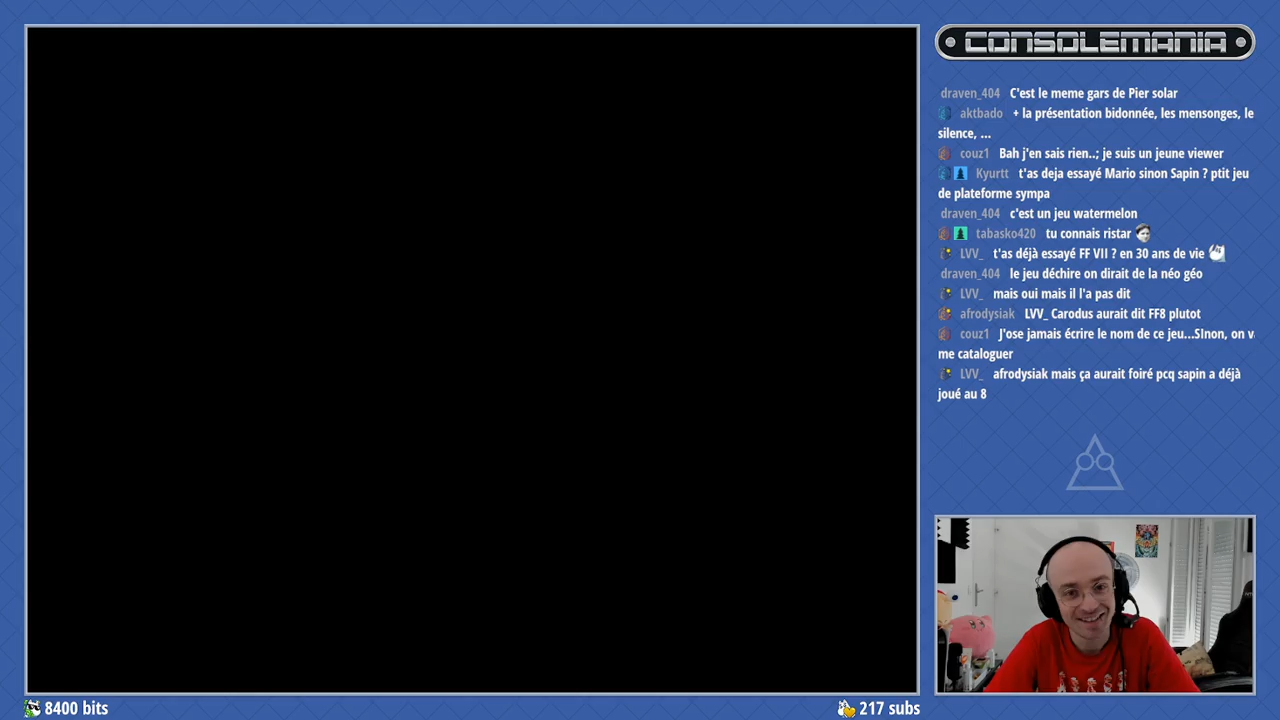 CONSOLEMANIA
draven_404 C'est le meme gars de Pier solar
aktbado + la présentation bidonnée, les mensonges, le
silence, ...
couz1 Bah j'en sais rien..; je suis un jeune viewer
Kyurtt t'as deja essayé Mario sinon Sapin ? ptit jeu
de plateforme sympa
draven_404 c'est un jeu watermelon
tabasko420 tu connais ristar
LVV_ t'as déjà essayé FF VII ? en 30 ans de vie
draven_404 le jeu déchire on dirait de la néo géo
LVV_ mais oui mais il l'a pas dit
afrodysiak LVV_ Carodus aurait dit FF8 plutot
couz1 J'ose jamais écrire le nom de ce jeu...SInon, on v
me cataloguer
LVV_ afrodysiak mais ça aurait foiré pcq sapin a déjà
joué au 8
8400 bits
217 subs